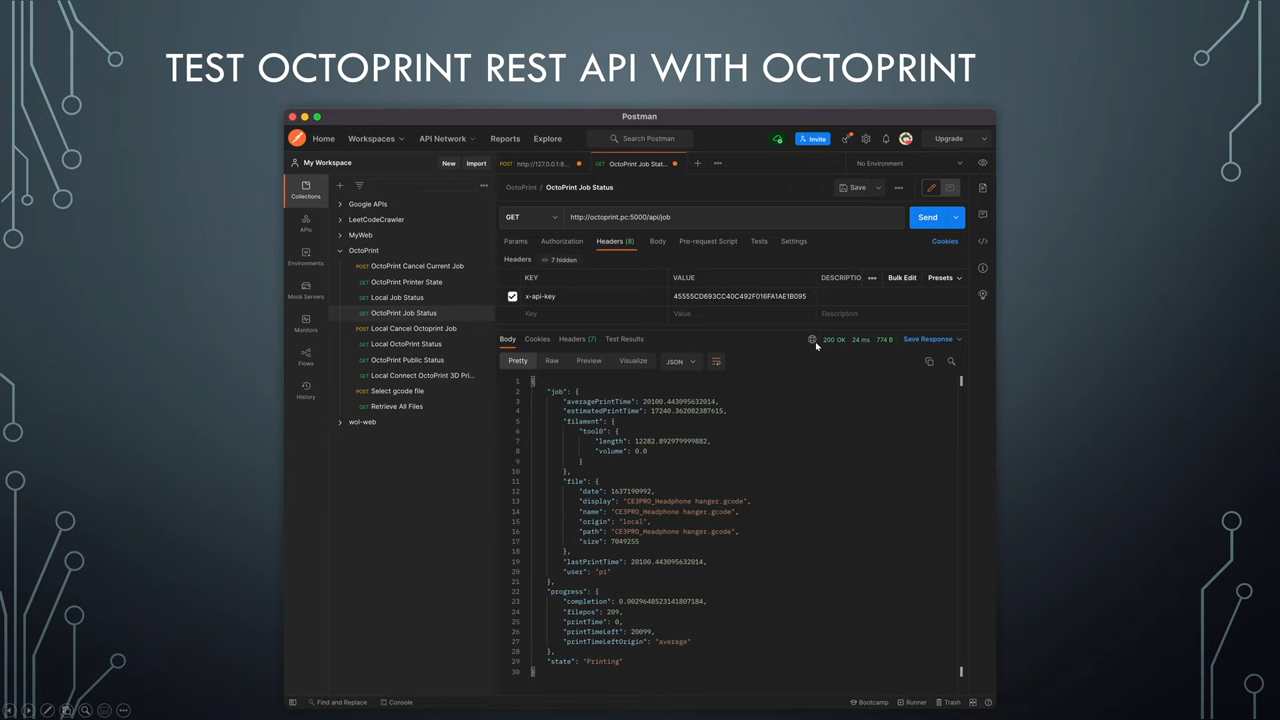 TEST OCTOPRINT REST API WITH OCTOPRINT
Postman
Home Workspaces API Network Reports Explore Search Postman Invite Upgrade
My Workspace New Import POST http://127.0.0.1:8... GET OctoPrint Job Stat... No Environment
OctoPrint / OctoPrint Job Status Save
Collections
APIs
Environments
Mock Servers
Monitors
Flows
History
Google APIs
LeetCodeCrawler
MyWeb
OctoPrint
POST OctoPrint Cancel Current Job
GET OctoPrint Printer State
GET Local Job Status
GET OctoPrint Job Status
POST Local Cancel Octoprint Job
GET Local OctoPrint Status
GET OctoPrint Public Status
GET Local Connect OctoPrint 3D Pri...
POST Select gcode file
GET Retrieve All Files
wol-web
GET http://octoprint.pc:5000/api/job Send
Params Authorization Headers (8) Body Pre-request Script Tests Settings Cookies
Headers 7 hidden
KEY VALUE DESCRIPTIO Bulk Edit Presets
x-api-key 45555CD693CC40C492F016FA1AE1B095
Key Value Description
Body Cookies Headers (7) Test Results 200 OK 24 ms 774 B Save Response
Pretty Raw Preview Visualize JSON
1 {
2 "job": {
3 "averagePrintTime": 20100.443095632014,
4 "estimatedPrintTime": 17240.362082387615,
5 "filament": {
6 "tool0": {
7 "length": 12282.892979999882,
8 "volume": 0.0
9 }
10 },
11 "file": {
12 "date": 1637190992,
13 "display": "CE3PRO_Headphone hanger.gcode",
14 "name": "CE3PRO_Headphone hanger.gcode",
15 "origin": "local",
16 "path": "CE3PRO_Headphone hanger.gcode",
17 "size": 7049255
18 },
19 "lastPrintTime": 20100.443095632014,
20 "user": "pi"
21 },
22 "progress": {
23 "completion": 0.0029648523141807184,
24 "filepos": 209,
25 "printTime": 0,
26 "printTimeLeft": 20099,
27 "printTimeLeftOrigin": "average"
28 },
29 "state": "Printing"
30 }
Find and Replace Console Bootcamp Runner Trash